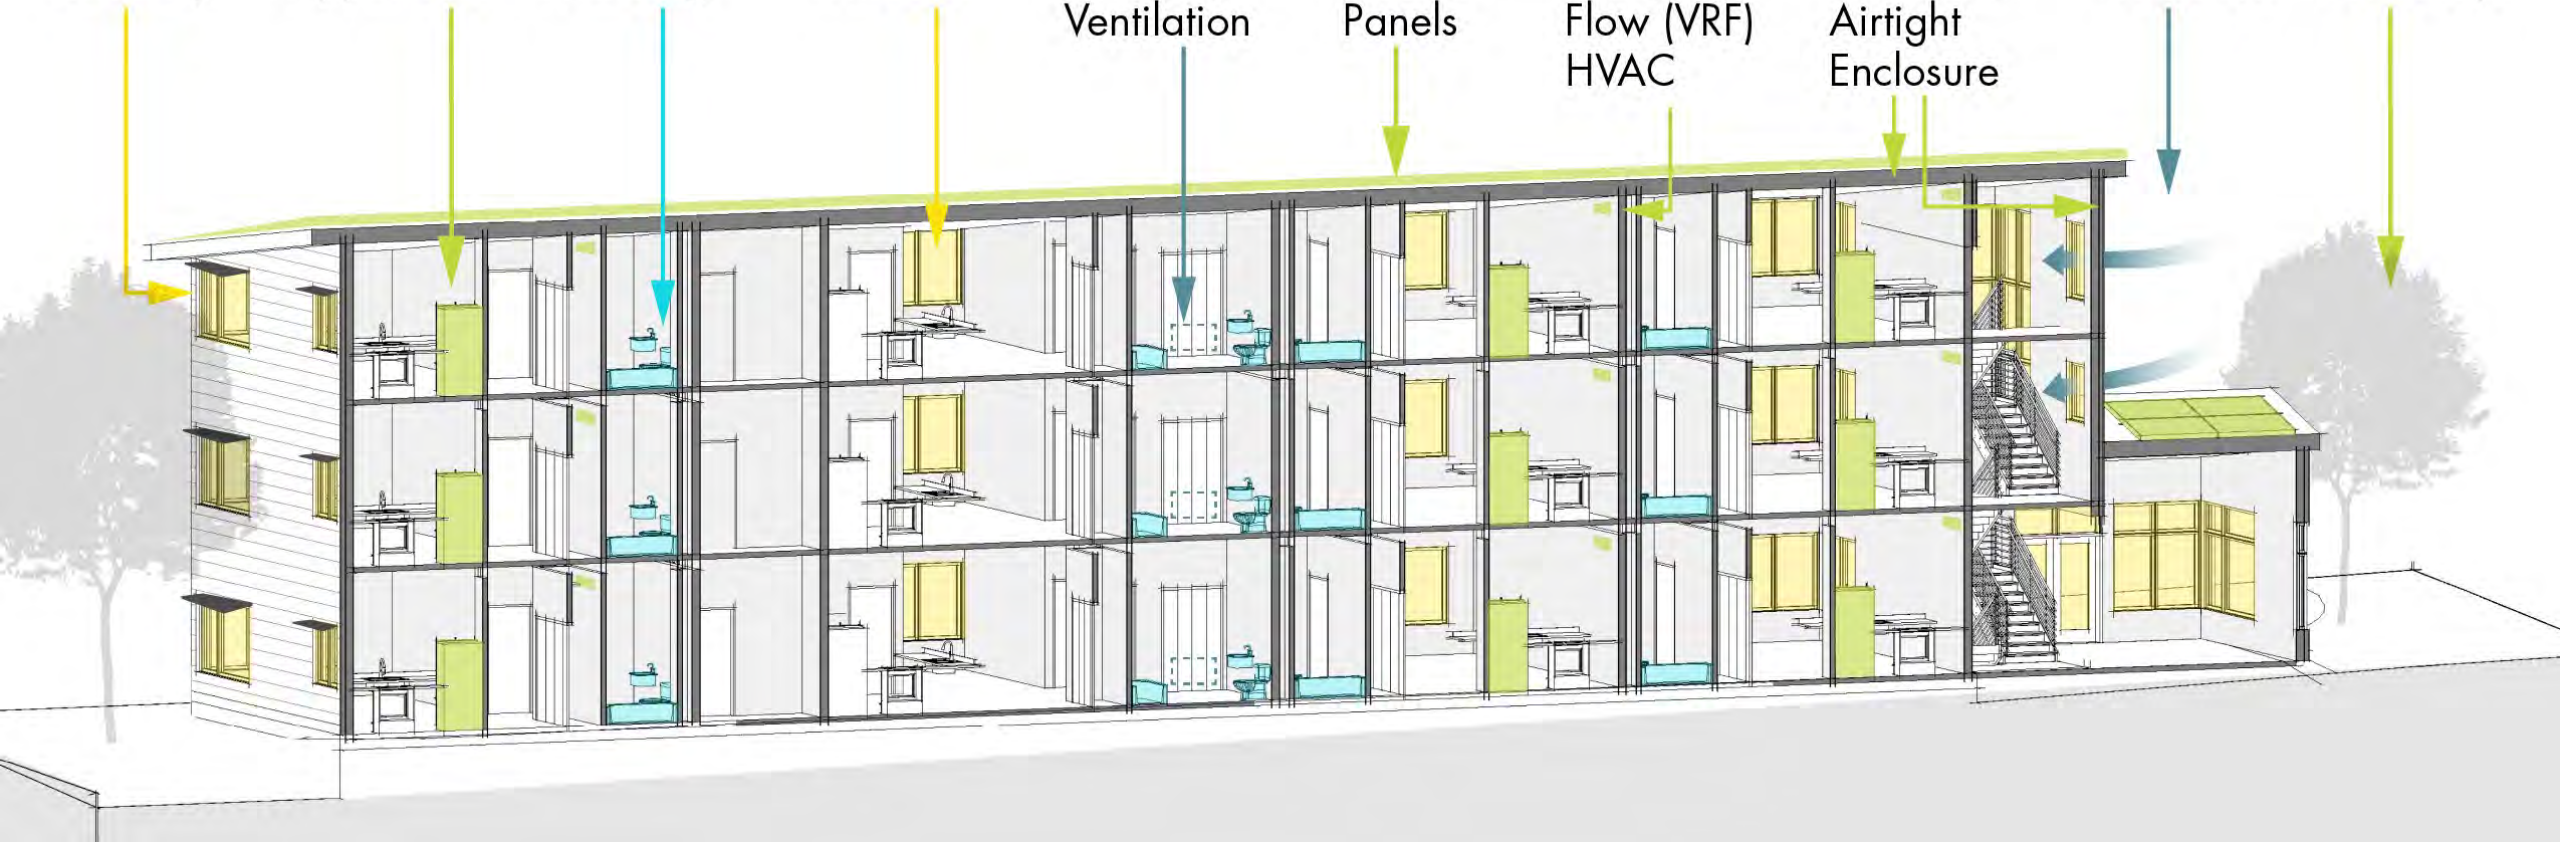 Ventilation
Panels
Flow (VRF)
HVAC
Airtight
Enclosure